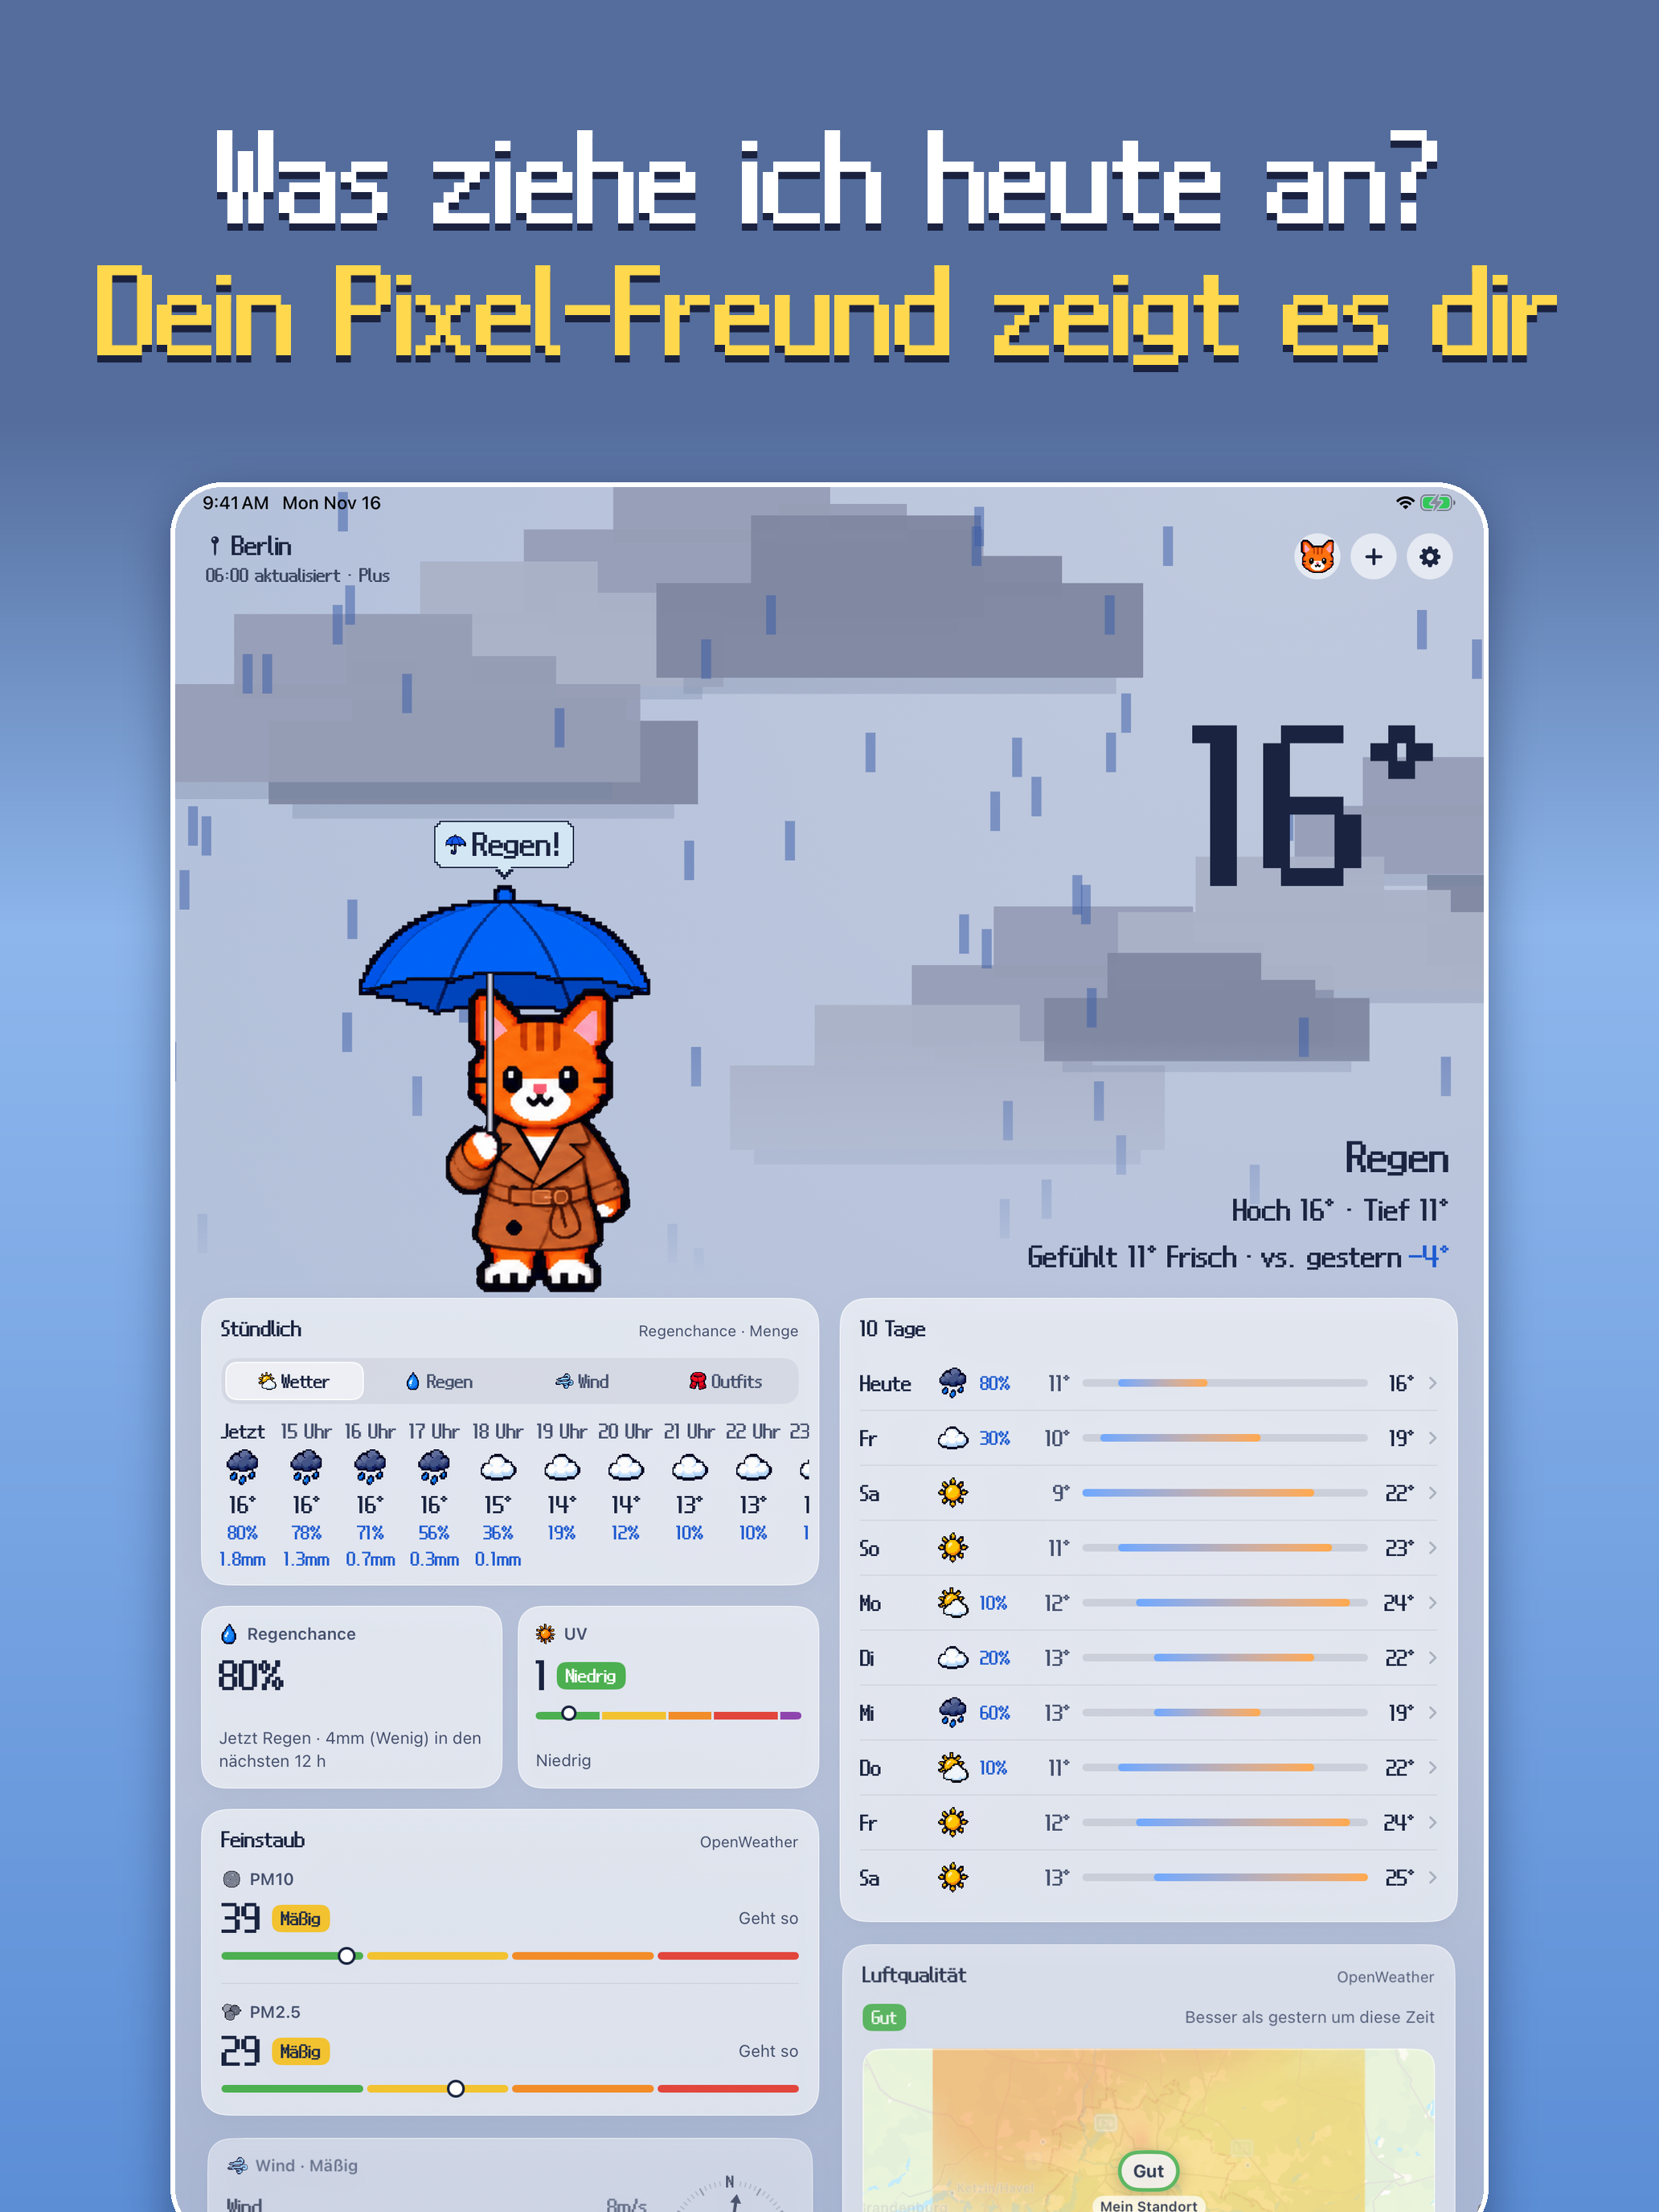 Was ziehe ich heute an?
Dein Pixel-Freund zeigt es dir
9:41 AM Mon Nov 16
Berlin
06:00 aktualisiert · Plus
16°
Regen!
Regen
Hoch 16° · Tief 11°
Gefühlt 11° Frisch · vs. gestern -4°
Stündlich Regenchance · Menge
Wetter Regen Wind Outfits
Jetzt 15 Uhr 16 Uhr 17 Uhr 18 Uhr 19 Uhr 20 Uhr 21 Uhr 22 Uhr 23
16° 16° 16° 16° 15° 14° 14° 13° 13° 1
80% 78% 71% 56% 36% 19% 12% 10% 10% 1
1.8mm 1.3mm 0.7mm 0.3mm 0.1mm
Regenchance
80%
Jetzt Regen · 4mm (Wenig) in den
nächsten 12 h
UV
1 Niedrig
Niedrig
Feinstaub OpenWeather
PM10
39 Mäßig Geht so
PM2.5
29 Mäßig Geht so
Wind · Mäßig
Wind 8m/s
N
10 Tage
Heute 80% 11° 16°
Fr 30% 10° 19°
Sa 9° 22°
So 11° 23°
Mo 10% 12° 24°
Di 20% 13° 22°
Mi 60% 13° 19°
Do 10% 11° 22°
Fr 12° 24°
Sa 13° 25°
Luftqualität OpenWeather
Gut Besser als gestern um diese Zeit
Gut
Mein Standort